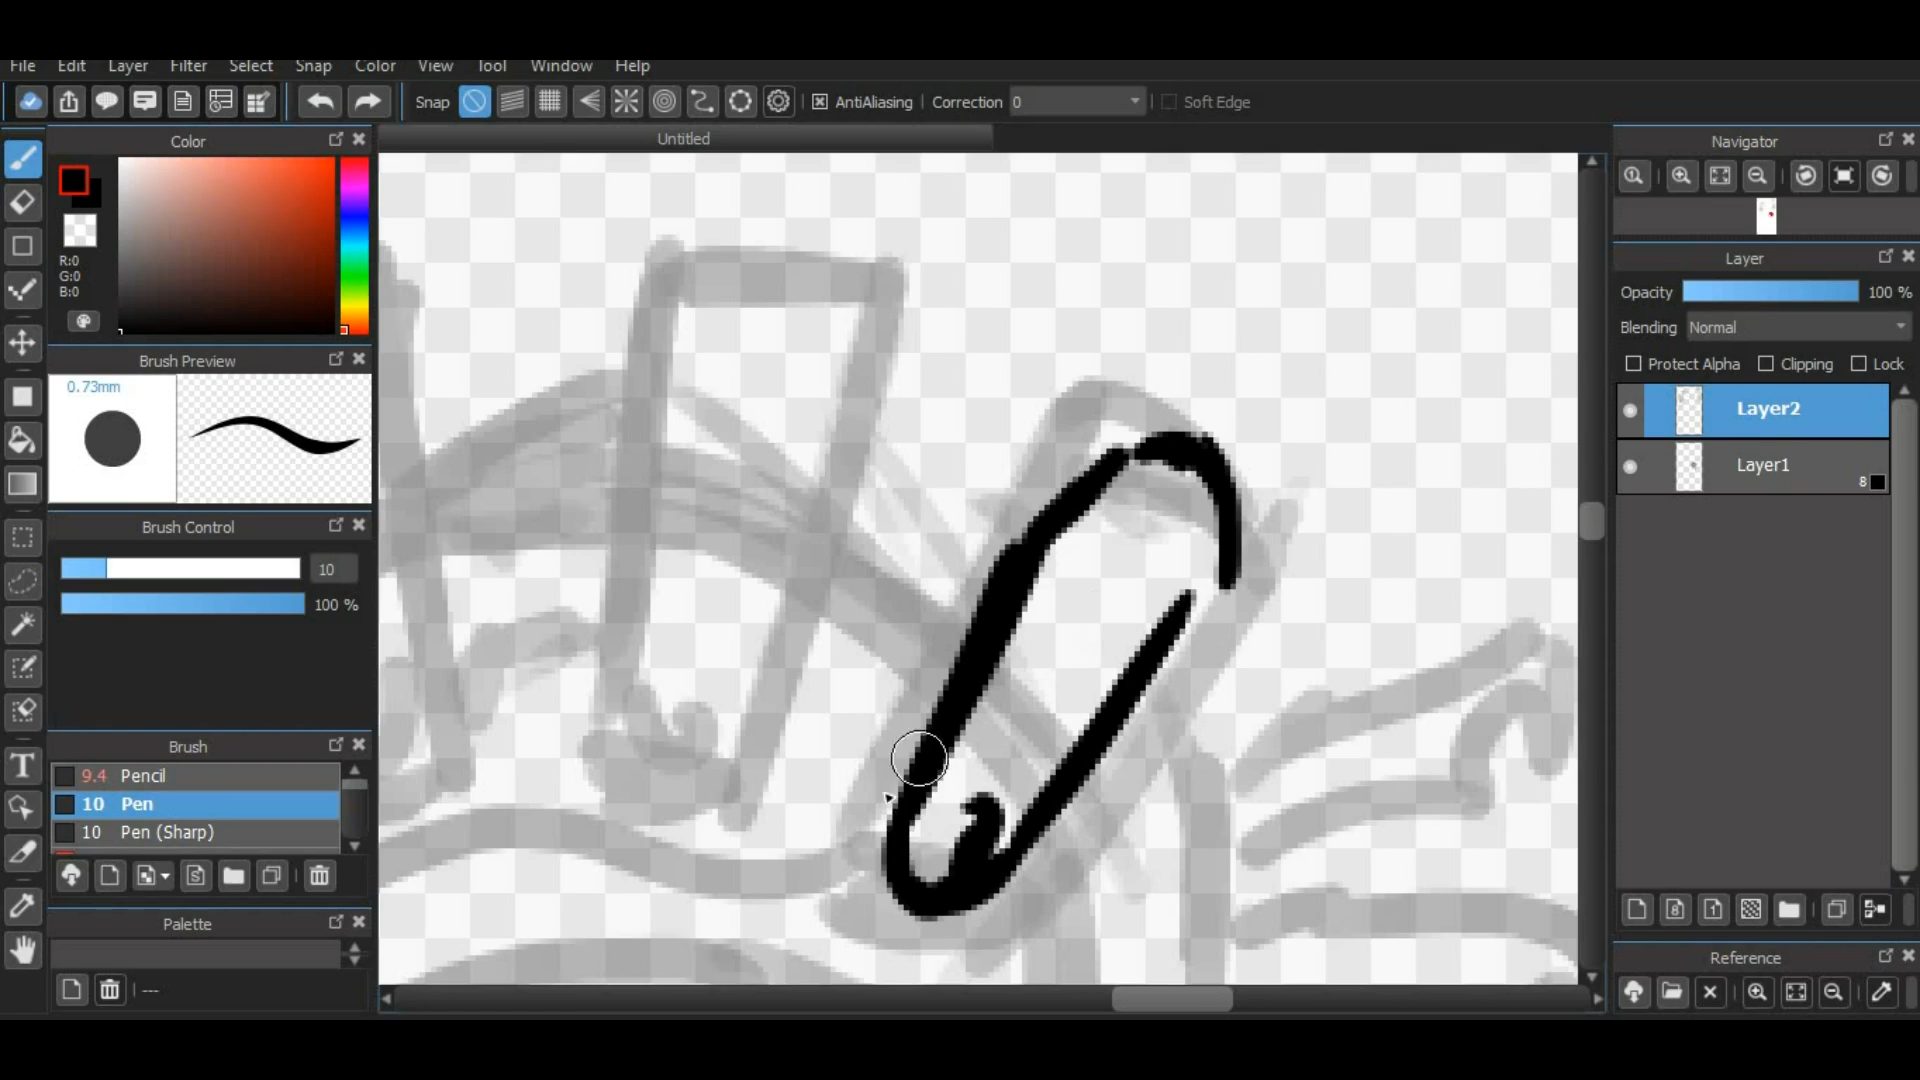 File Edit Layer Filter Select Snap Color View Tool Window Help
Snap AntiAliasing Correction 0 Soft Edge
Color
R:0
G:0
B:0
Brush Preview
0.73mm
Brush Control
10
100 %
Brush
9.4 Pencil
10 Pen
10 Pen (Sharp)
Palette
---
Untitled
Navigator
Layer
Opacity 100 %
Blending Normal
Protect Alpha Clipping Lock
Layer2
Layer1
8
Reference